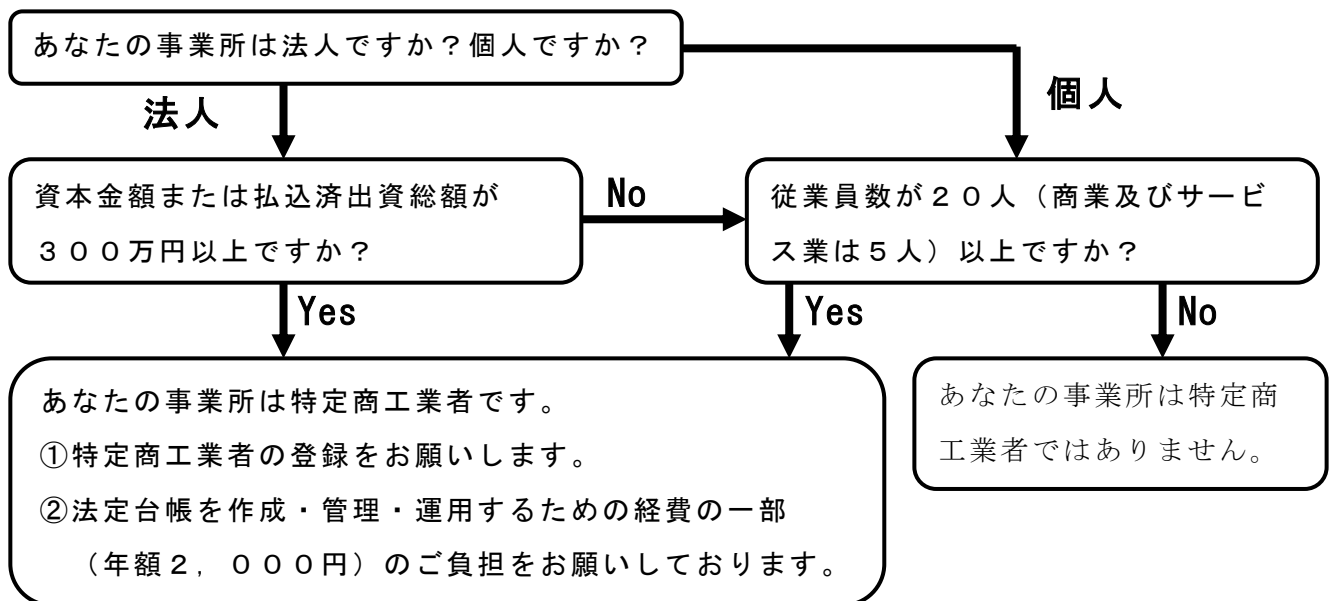 あなたの事業所は法人ですか？個人ですか？
法人
個人
資本金額または払込済出資総額が
３００万円以上ですか？
No
従業員数が２０人（商業及びサービ
ス業は５人）以上ですか？
Yes
Yes
No
あなたの事業所は特定商工業者です。
①特定商工業者の登録をお願いします。
②法定台帳を作成・管理・運用するための経費の一部
（年額２，０００円）のご負担をお願いしております。
あなたの事業所は特定商
工業者ではありません。